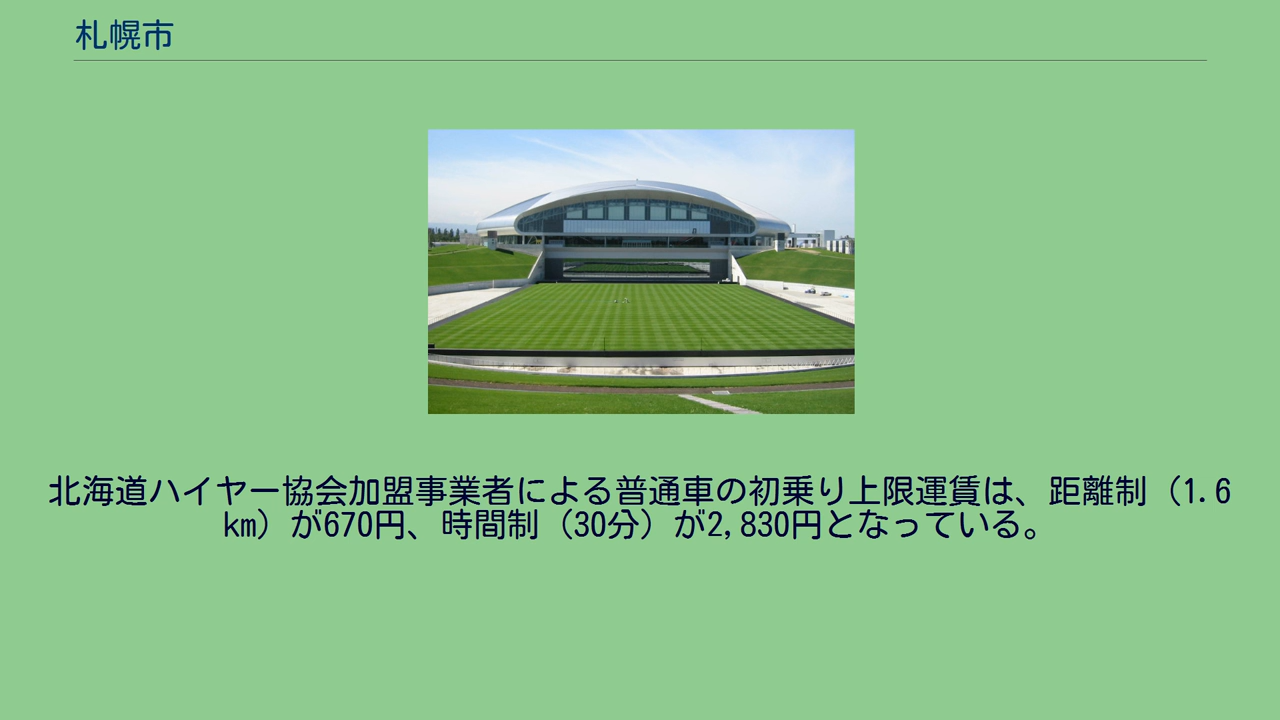 札幌市
北海道ハイヤー協会加盟事業者による普通車の初乗り上限運賃は、距離制（1.6
km）が670円、時間制（30分）が2,830円となっている。